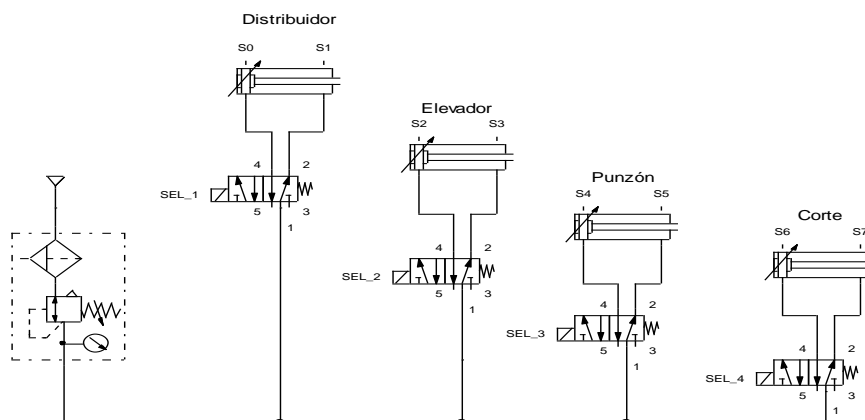 Distribuidor
S0 S1
4 2
SEL_1
5 3
1
Elevador
S2 S3
4 2
SEL_2
5 3
1
Punzón
S4 S5
4 2
SEL_3
5 3
1
Corte
S6 S7
4 2
SEL_4
5 3
1